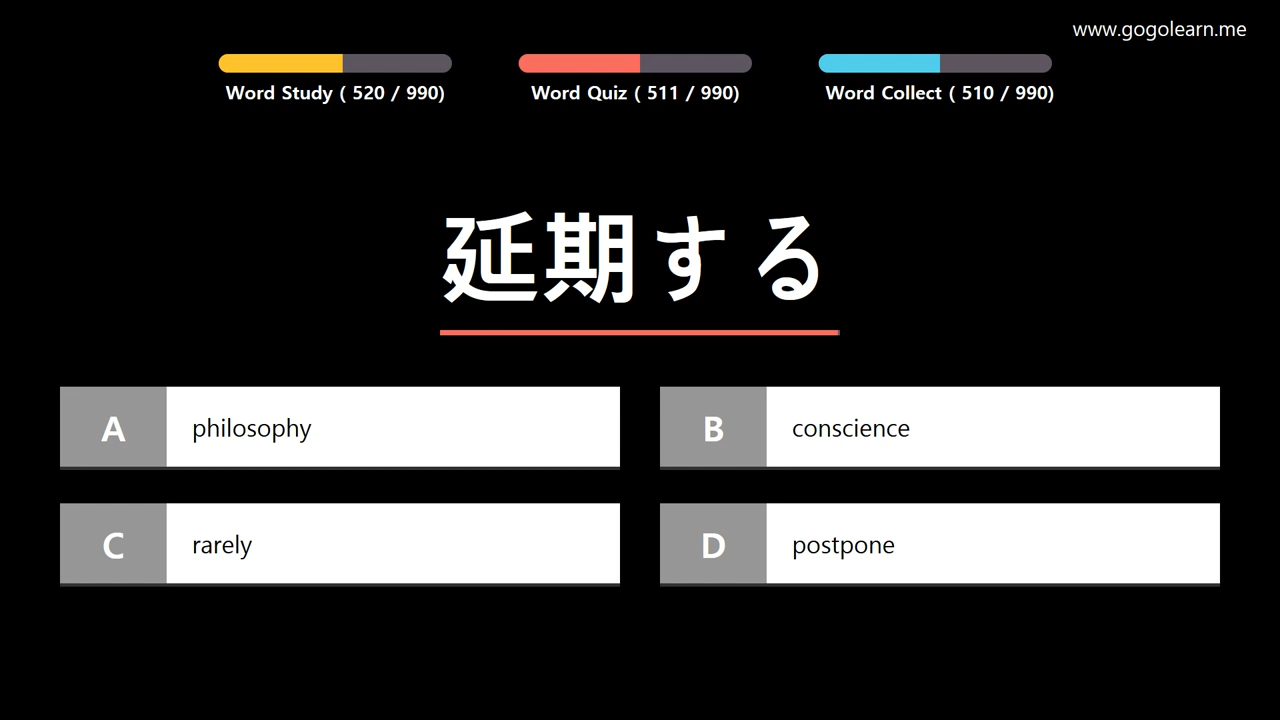 www.gogolearn.me
Word Study ( 520 / 990)
Word Quiz ( 511 / 990)
Word Collect ( 510 / 990)
延期する
A philosophy
B conscience
C rarely
D postpone